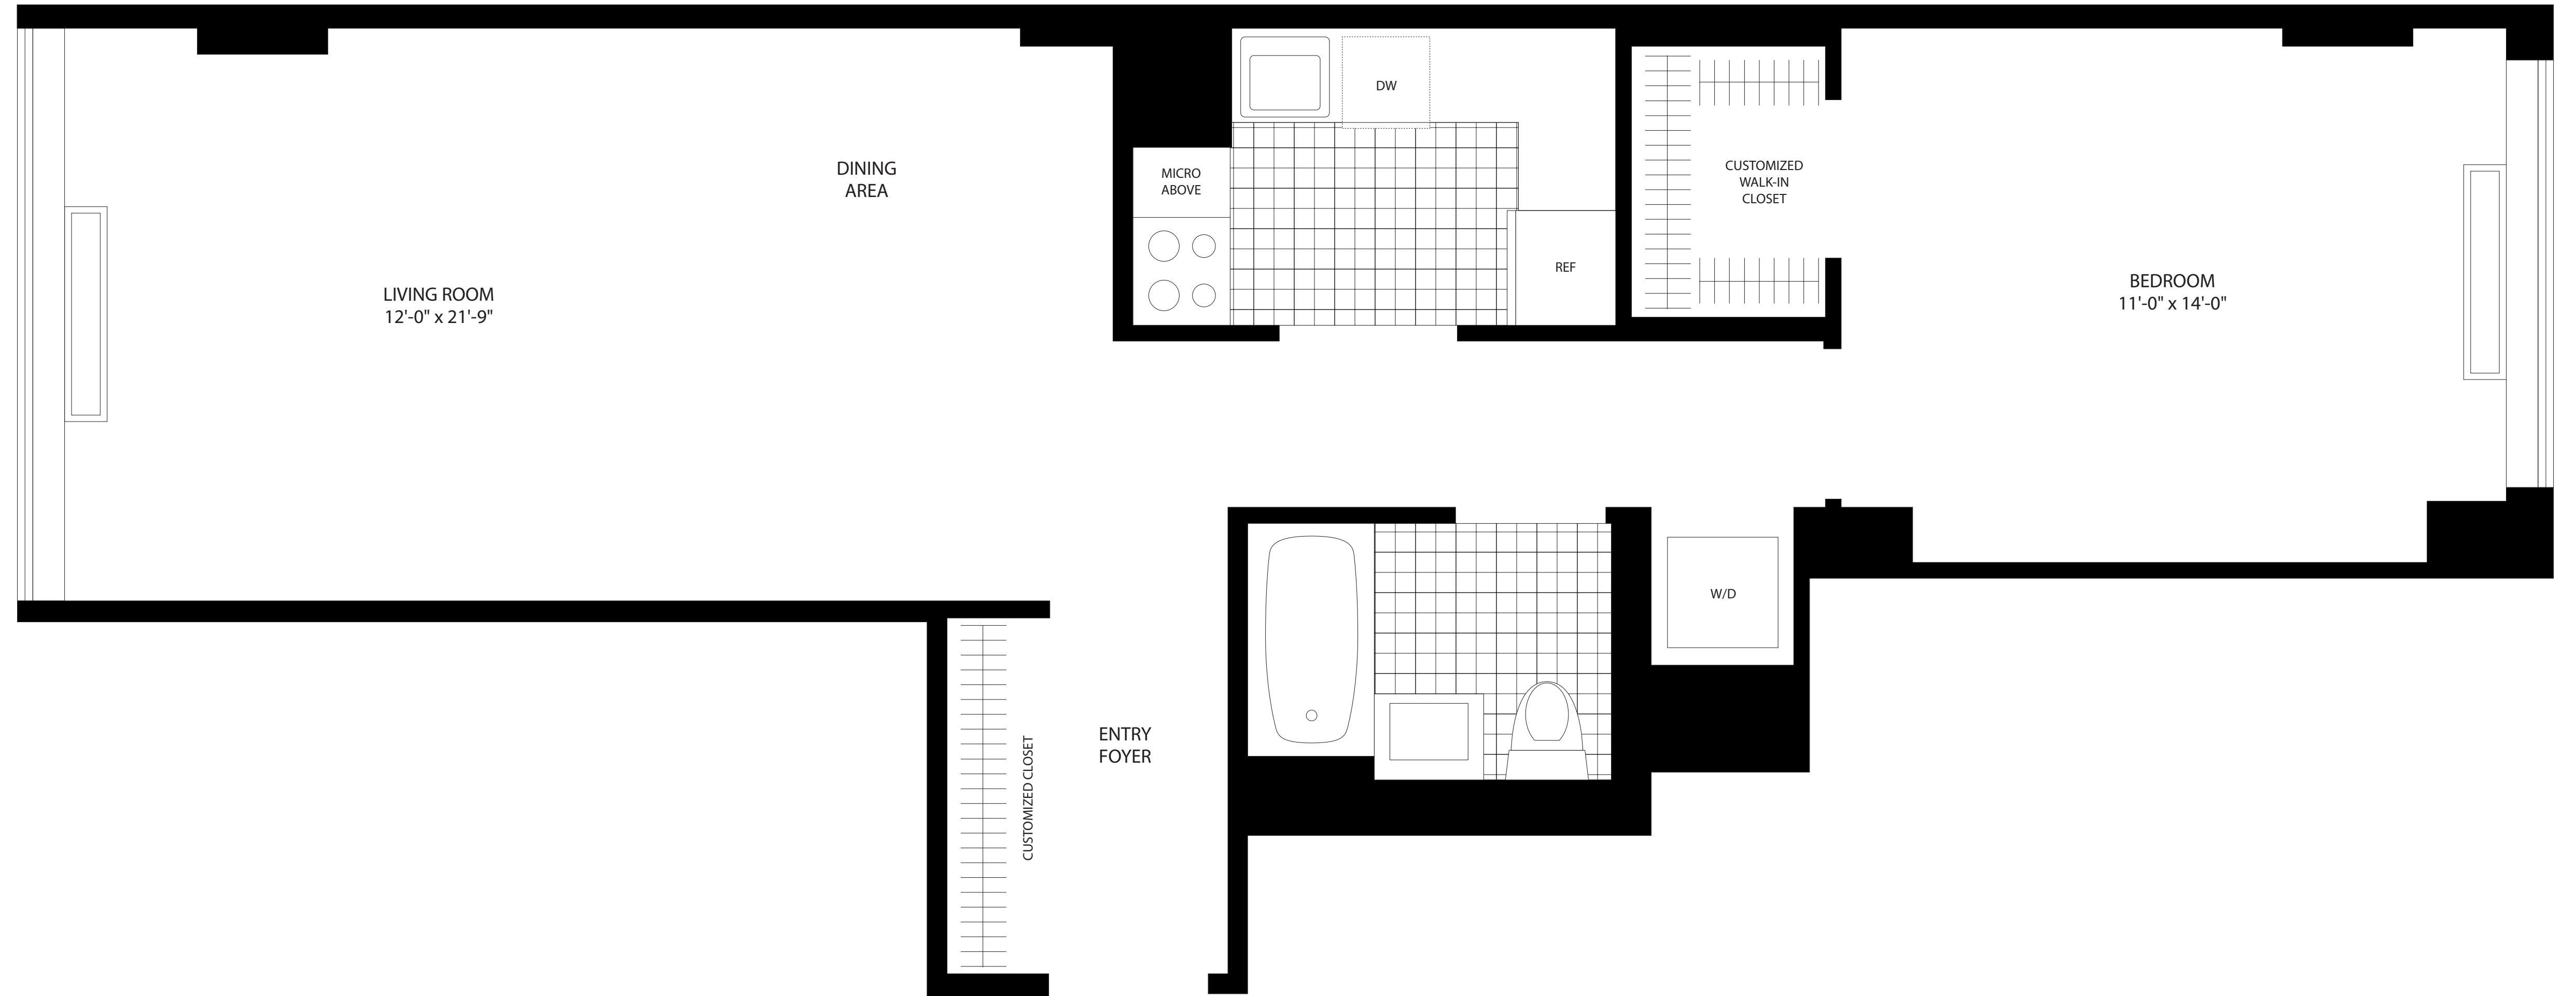 DW
MICRO
ABOVE
DINING
AREA
CUSTOMIZED
WALK-IN
CLOSET
REF
LIVING ROOM
12'-0" x 21'-9"
BEDROOM
11'-0" x 14'-0"
W/D
ENTRY
FOYER
CUSTOMIZED CLOSET